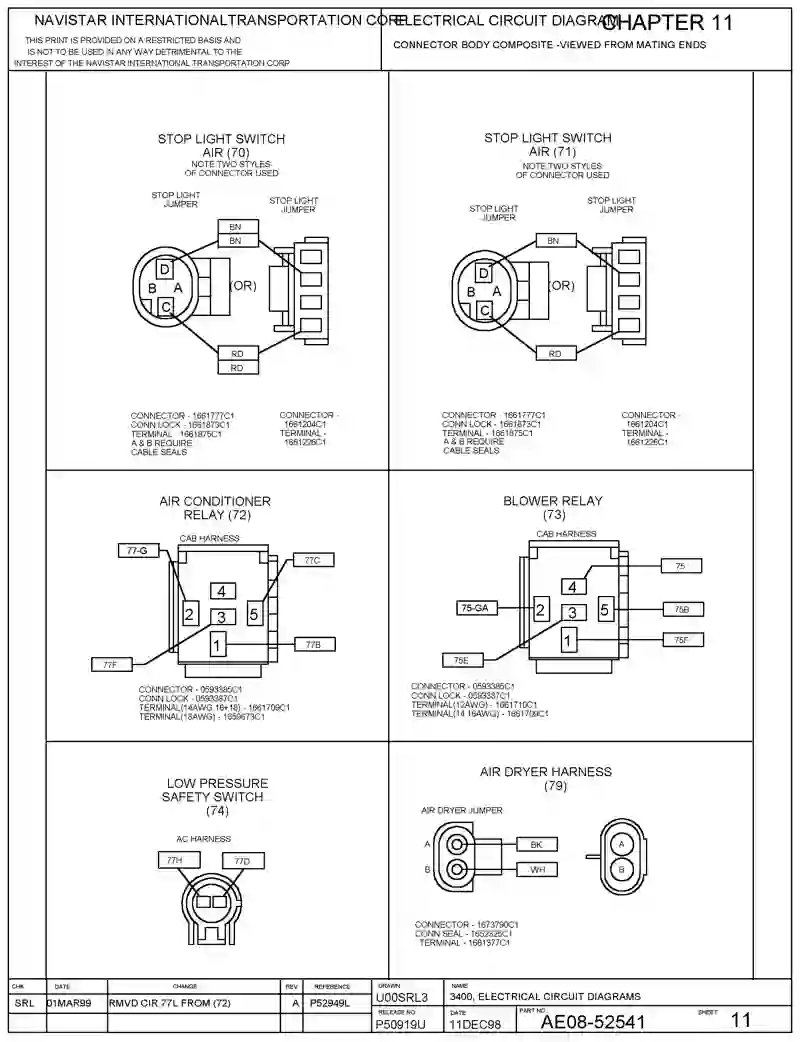 NAVISTAR INTERNATIONALTRANSPORTATION CORP
ELECTRICAL CIRCUIT DIAGRAM
CHAPTER 11
THIS PRINT IS PROVIDED ON A RESTRICTED BASIS AND
IS NOT TO BE USED IN ANY WAY DETRIMENTAL TO THE
INTEREST OF THE NAVISTAR INTERNATIONAL TRANSPORTATION CORP
CONNECTOR BODY COMPOSITE -VIEWED FROM MATING ENDS
STOP LIGHT SWITCH
AIR (70)
NOTE TWO STYLES
OF CONNECTOR USED
STOP LIGHT
JUMPER
STOP LIGHT
JUMPER
BN
BN
D
B A
C
(OR)
RD
RD
CONNECTOR - 1661777C1
CONN LOCK - 1661873C1
TERMINAL 1661875C1
A & B REQUIRE
CABLE SEALS
CONNECTOR -
1661204C1
TERMINAL -
1661226C1
STOP LIGHT SWITCH
AIR (71)
NOTE TWO STYLES
OF CONNECTOR USED
STOP LIGHT
JUMPER
STOP LIGHT
JUMPER
BN
D
B A
C
(OR)
RD
CONNECTOR - 1661777C1
CONN LOCK - 1661873C1
TERMINAL - 1661875C1
A & B REQUIRE
CABLE SEALS
CONNECTOR -
1661204C1
TERMINAL -
1661226C1
AIR CONDITIONER
RELAY (72)
CAB HARNESS
77-G
77C
4
2 3 5
1
77B
77F
CONNECTOR - 0593385C1
CONN LOCK - 0593387C1
TERMINAL(14AWG 16+18) - 1661709C1
TERMINAL(18AWG) - 1659673C1
BLOWER RELAY
(73)
CAB HARNESS
75
4
75-GA
2 3 5
75B
1
75F
75E
CONNECTOR - 0593385C1
CONN LOCK - 0593387C1
TERMINAL(12AWG) - 1661710C1
TERMINAL(14 16AWG) - 1661709C1
LOW PRESSURE
SAFETY SWITCH
(74)
AC HARNESS
77H
77D
AIR DRYER HARNESS
(79)
AIR DRYER JUMPER
A
BK
B
WH
A
B
CONNECTOR - 1673790C1
CONN SEAL - 1652325C1
TERMINAL - 1661377C1
CHK DATE CHANGE REV REFERENCE
SRL 01MAR99 RMVD CIR 77L FROM (72) A P52949L
DRAWN
U00SRL3
NAME
3400, ELECTRICAL CIRCUIT DIAGRAMS
RELEASE NO
P50919U
DATE
11DEC98
PART NO.
AE08-52541
SHEET
11